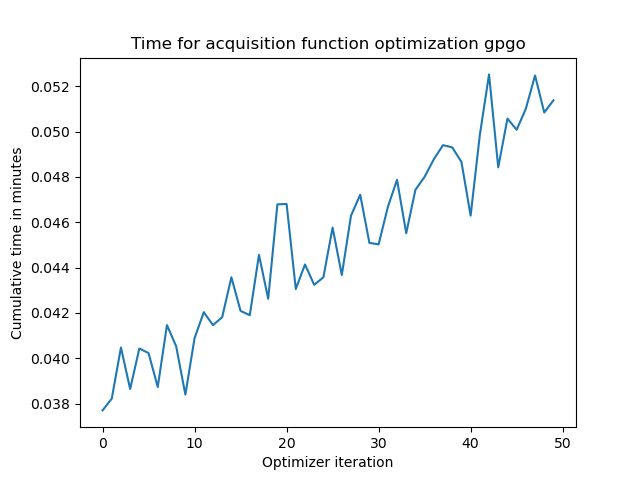 Time for acquisition function optimization gpgo
0.052
0.050
0.048
0.046
0.044
0.042
0.040
0.038
Cumulative time in minutes
0 10 20 30 40 50
Optimizer iteration